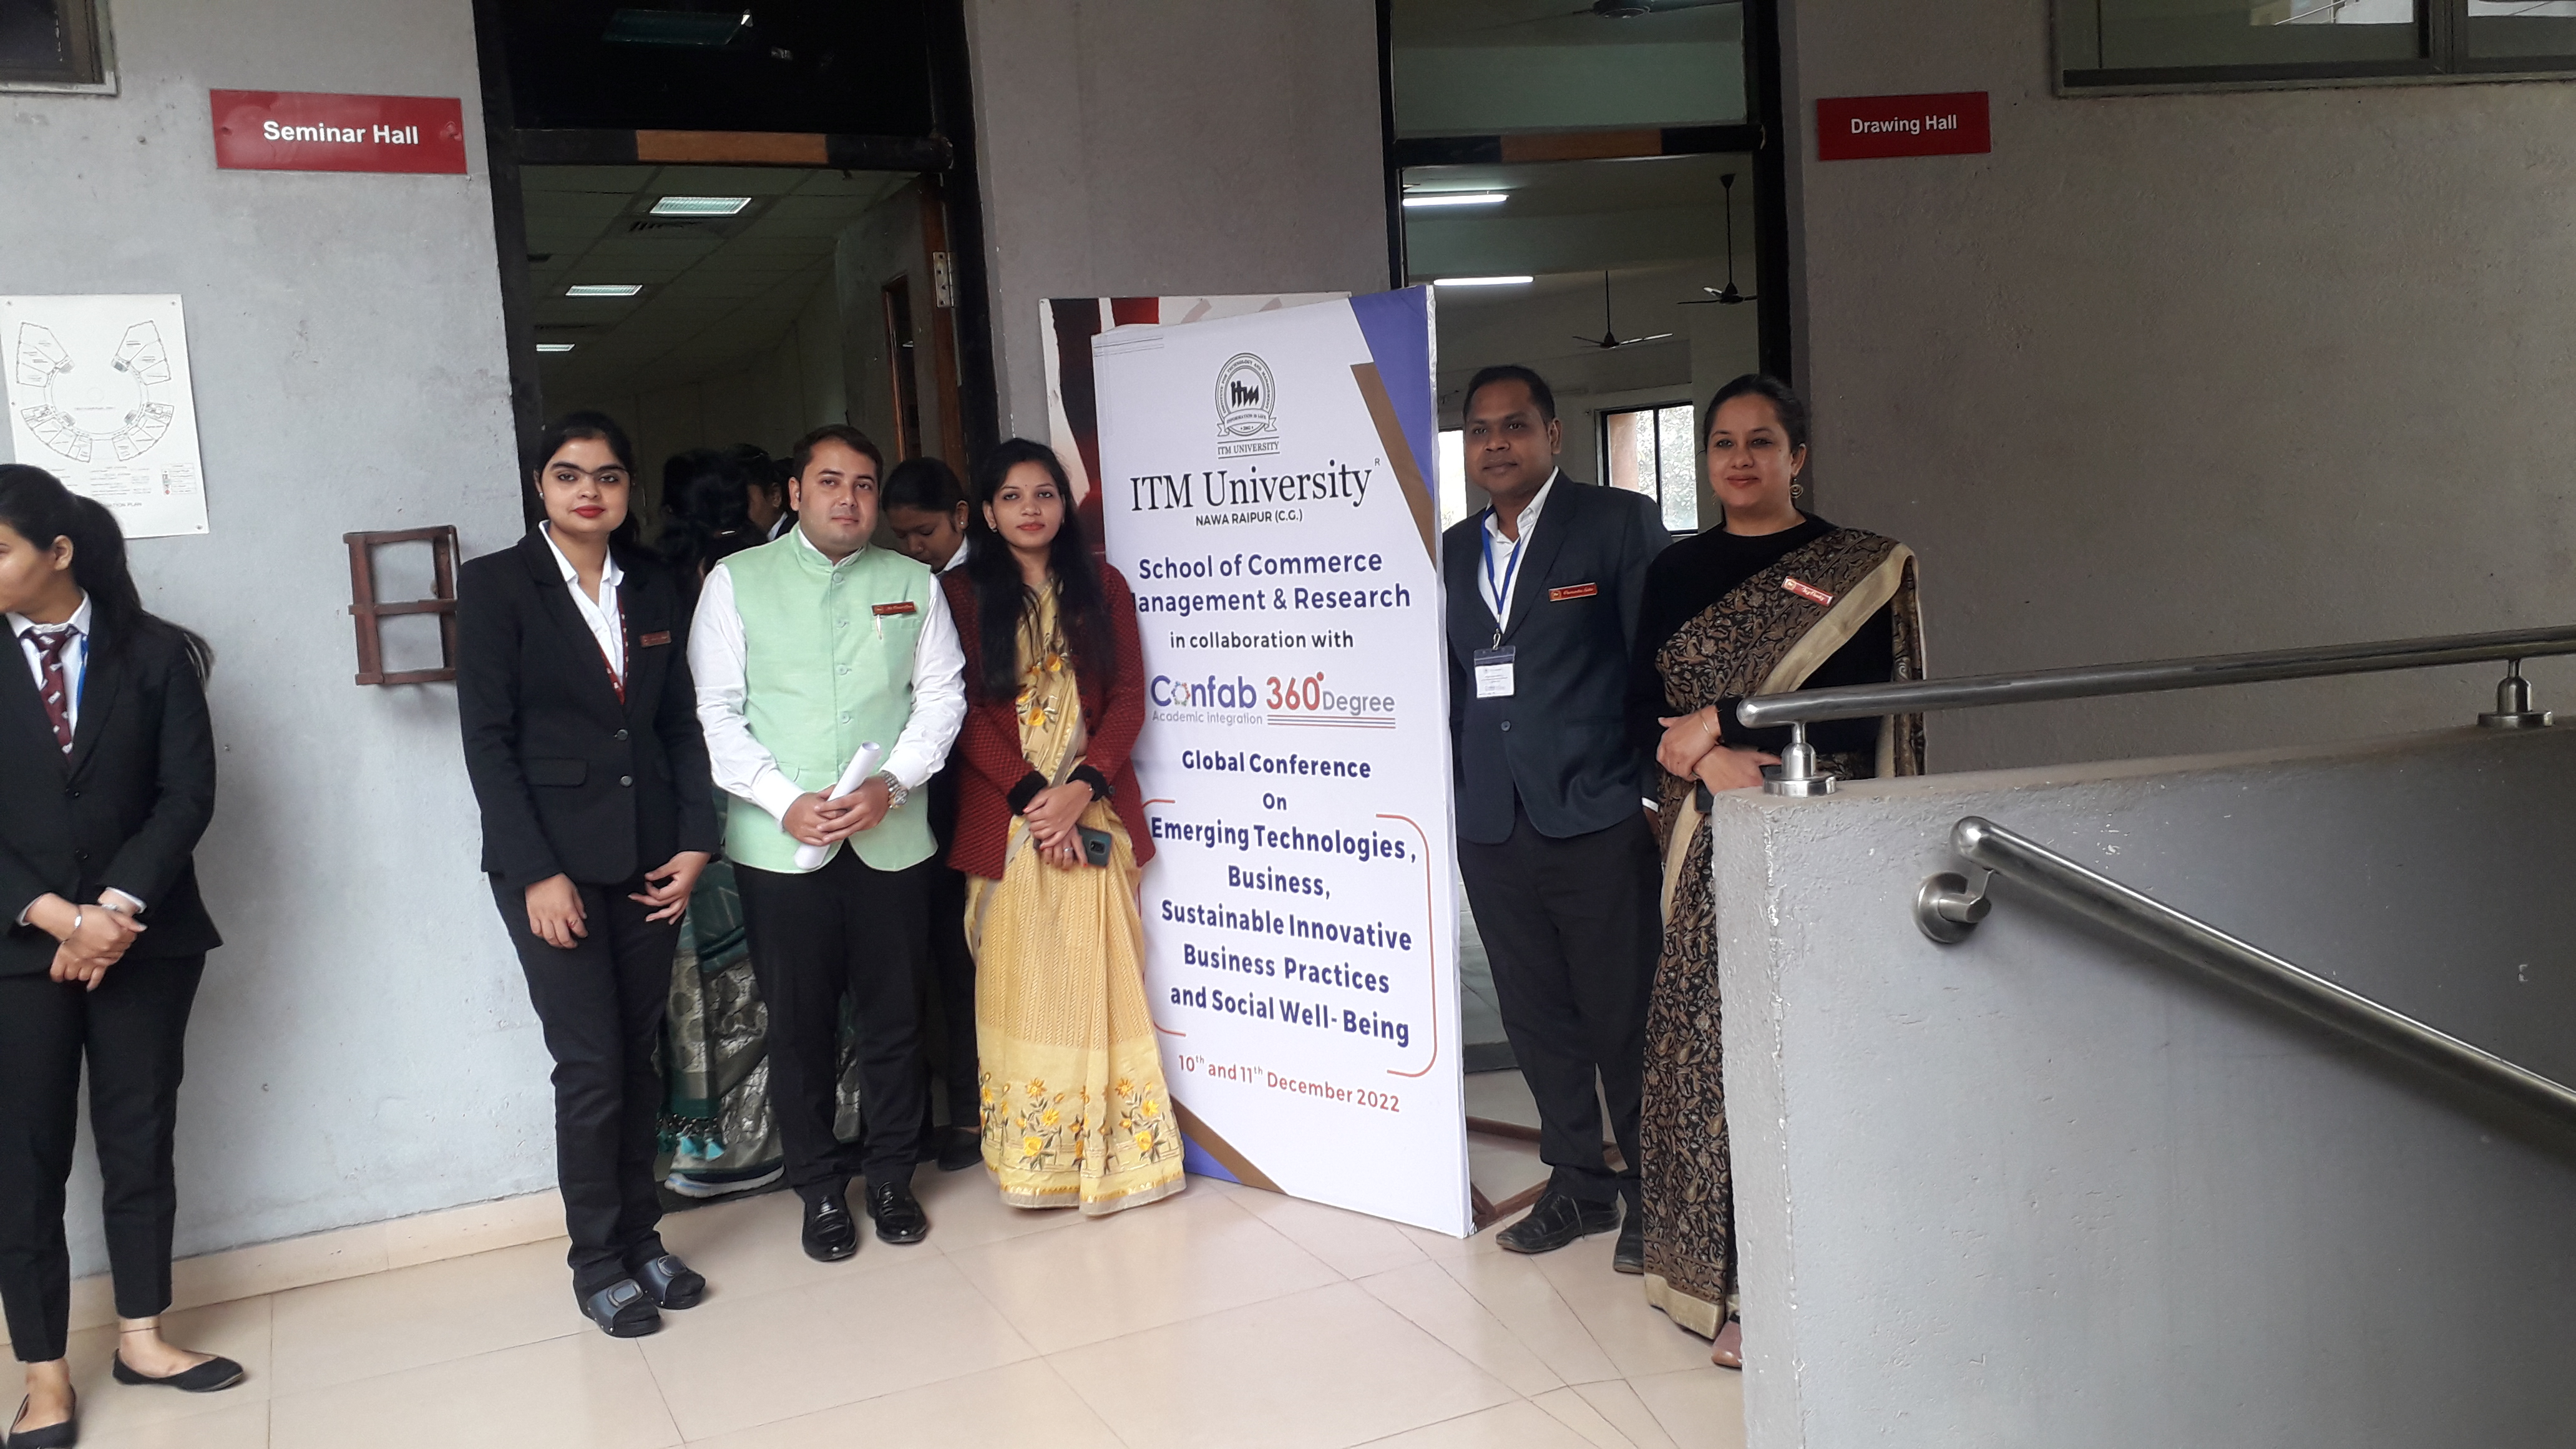 Seminar Hall
Drawing Hall
itm
ITM UNIVERSITY
ITM University R
NAWA RAIPUR (C.G.)
School of Commerce
anagement & Research
in collaboration with
Confab 360° Degree
Academic Integration
Global Conference
On
Emerging Technologies,
Business,
Sustainable Innovative
Business Practices
and Social Well-Being
10th and 11th December 2022